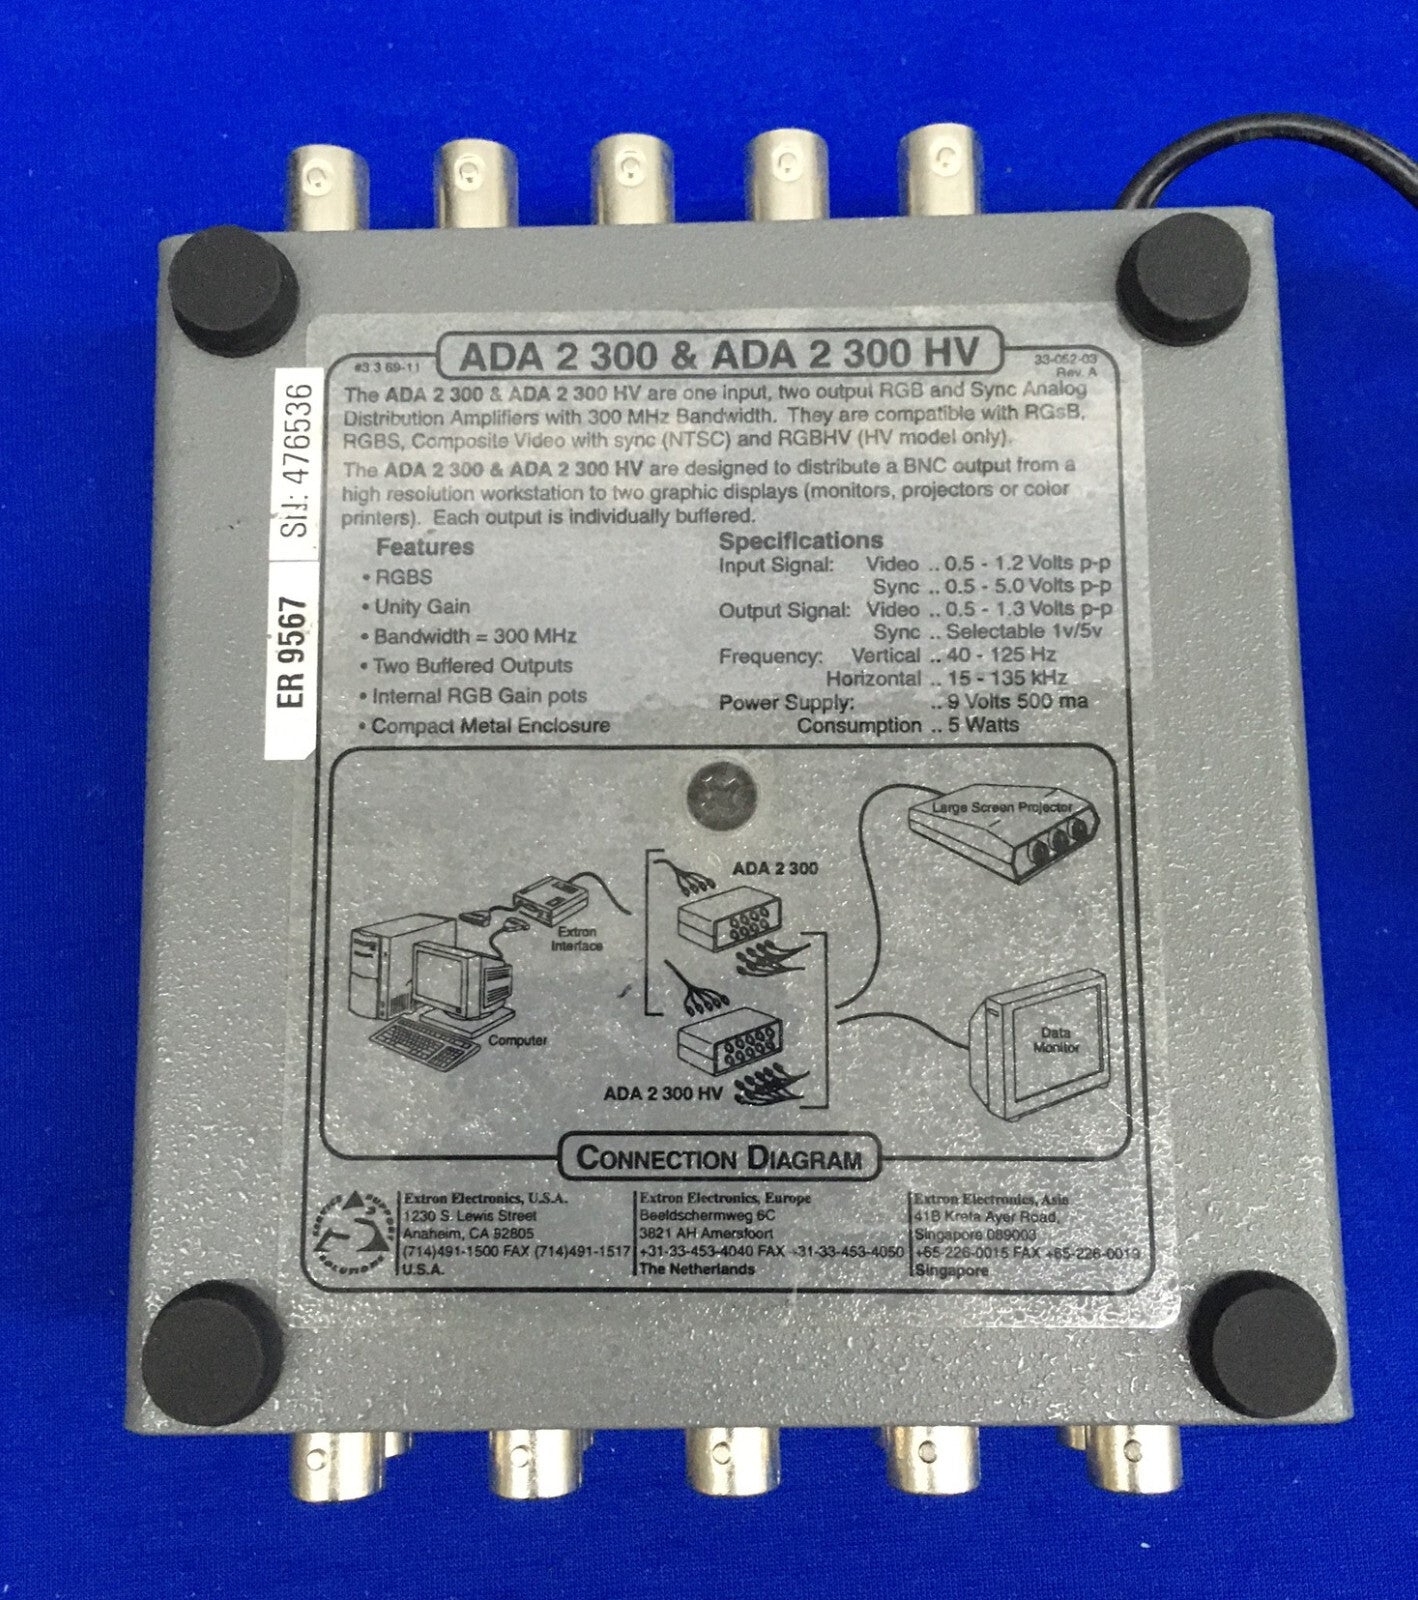 ADA 2 300 & ADA 2 300 HV
33-052-03
Rev. A
The ADA 2 300 & ADA 2 300 HV are one input, two output RGB and Sync Analog
Distribution Amplifiers with 300 MHz Bandwidth. They are compatible with RGsB,
RGBS, Composite Video with sync (NTSC) and RGBHV (HV model only).
The ADA 2 300 & ADA 2 300 HV are designed to distribute a BNC output from a
high resolution workstation to two graphic displays (monitors, projectors or color
printers). Each output is individually buffered.
Features
• RGBS
• Unity Gain
• Bandwidth = 300 MHz
• Two Buffered Outputs
• Internal RGB Gain pots
• Compact Metal Enclosure
Specifications
Input Signal: Video .. 0.5 - 1.2 Volts p-p
Sync .. 0.5 - 5.0 Volts p-p
Output Signal: Video .. 0.5 - 1.3 Volts p-p
Sync .. Selectable 1v/5v
Frequency: Vertical .. 40 - 125 Hz
Horizontal .. 15 - 135 kHz
Power Supply: .. 9 Volts 500 ma
Consumption .. 5 Watts
476536
ER 9567
Large Screen Projector
ADA 2 300
Extron
Interface
Computer
Data
Monitor
ADA 2 300 HV
CONNECTION DIAGRAM
SERVICE SUPPORT SOLUTIONS
Extron Electronics, U.S.A.
1230 S. Lewis Street
Anaheim, CA 92805
(714)491-1500 FAX (714)491-1517
U.S.A.
Extron Electronics, Europe
Beeldschermweg 6C
3821 AH Amersfoort
+31-33-453-4040 FAX +31-33-453-4050
The Netherlands
Extron Electronics, Asia
41B Kreta Ayer Road,
Singapore 089003
+65-226-0015 FAX +65-226-0019
Singapore